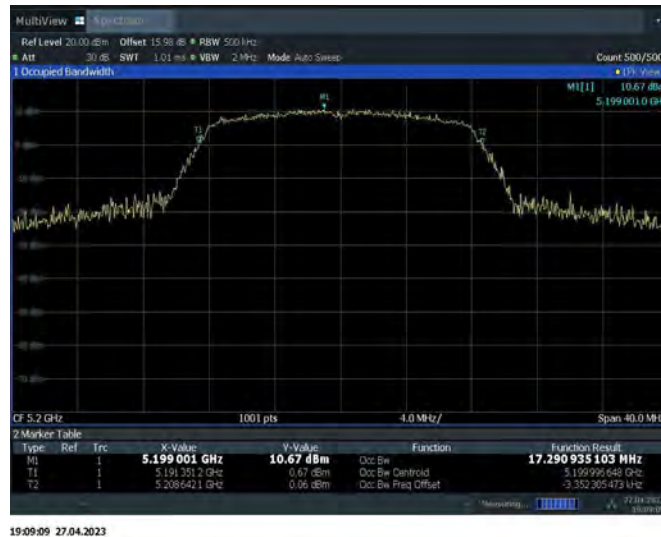 MultiView Spectrum
Ref Level 20.00 dBm Offset 15.98 dB RBW 500 kHz
Att 30 dB SWT 1.01 ms VBW 2 MHz Mode Auto Sweep Count 500/500
1 Occupied Bandwidth
M1[1] 10.67 dBm
5.1990010 GHz
M1
T1
T2
CF 5.2 GHz 1001 pts 4.0 MHz/ Span 40.0 MHz
2 Marker Table
Type Ref Trc X-Value Y-Value Function Function Result
M1 1 5.199 001 GHz 10.67 dBm Occ Bw 17.290 935 103 MHz
T1 1 5.191 351 2 GHz 0.67 dBm Occ Bw Centroid 5.199 996 648 GHz
T2 1 5.208 642 1 GHz 0.06 dBm Occ Bw Freq Offset -3.352 305 473 kHz
Measuring...
19:09:09 27.04.2023